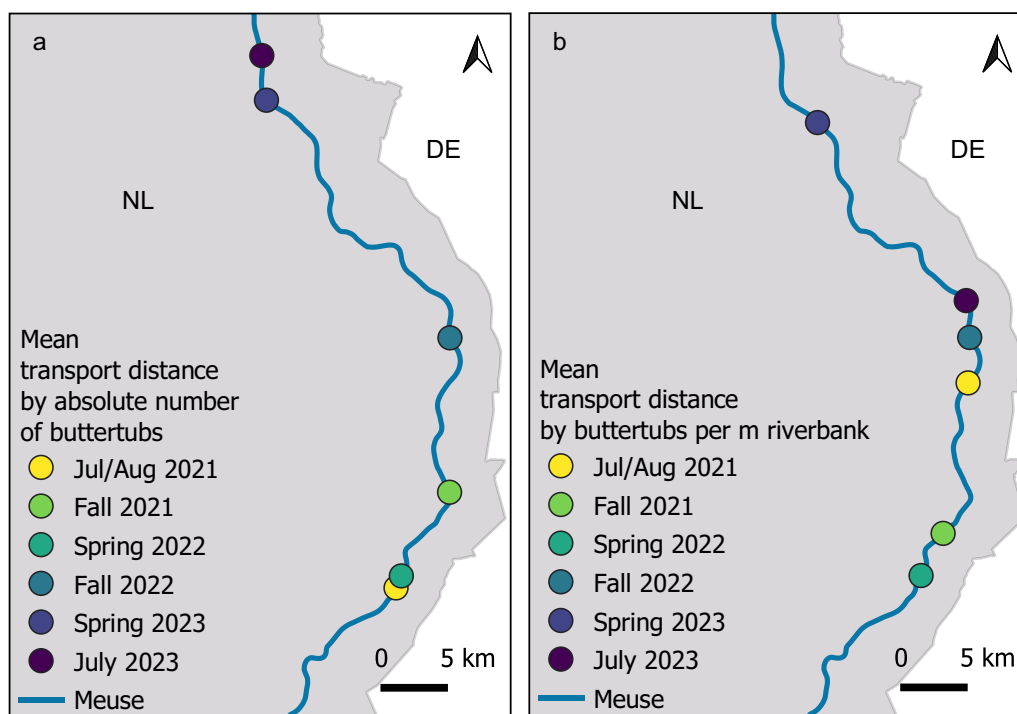 a
DE
NL
Mean
transport distance
by absolute number
of buttertubs
Jul/Aug 2021
Fall 2021
Spring 2022
Fall 2022
Spring 2023
July 2023
Meuse
0 5 km
b
DE
NL
Mean
transport distance
by buttertubs per m riverbank
Jul/Aug 2021
Fall 2021
Spring 2022
Fall 2022
Spring 2023
July 2023
Meuse
0 5 km